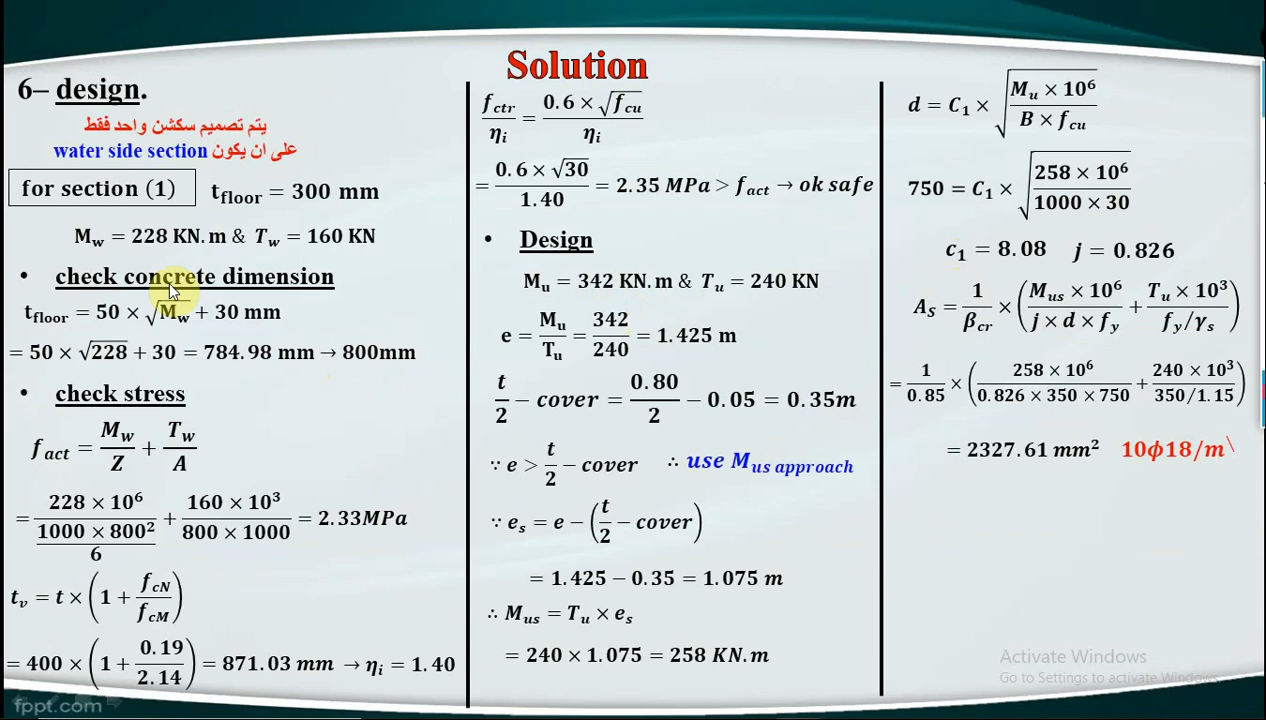 Solution
6– design.
يتم تصميم سكشن واحد فقط
على ان يكون water side section
for section (1) t_floor = 300 mm
M_w = 228 KN.m & T_w = 160 KN
• check concrete dimension
t_floor = 50 × √M_w + 30 mm
= 50 × √228 + 30 = 784.98 mm → 800mm
• check stress
f_act = M_w/Z + T_w/A
= (228 × 10^6)/((1000 × 800^2)/6) + (160 × 10^3)/(800 × 1000) = 2.33MPa
t_v = t × (1 + f_cN/f_cM)
= 400 × (1 + 0.19/2.14) = 871.03 mm → η_i = 1.40
f_ctr/η_i = (0.6 × √f_cu)/η_i
= (0.6 × √30)/1.40 = 2.35 MPa > f_act → ok safe
• Design
M_u = 342 KN.m & T_u = 240 KN
e = M_u/T_u = 342/240 = 1.425 m
t/2 − cover = 0.80/2 − 0.05 = 0.35m
∵ e > t/2 − cover ∴ use M_us approach
∵ e_s = e − (t/2 − cover)
= 1.425 − 0.35 = 1.075 m
∴ M_us = T_u × e_s
= 240 × 1.075 = 258 KN.m
d = C_1 × √((M_u × 10^6)/(B × f_cu))
750 = C_1 × √((258 × 10^6)/(1000 × 30))
c_1 = 8.08 j = 0.826
A_s = 1/β_cr × ((M_us × 10^6)/(j × d × f_y) + (T_u × 10^3)/(f_y/γ_s))
= 1/0.85 × ((258 × 10^6)/(0.826 × 350 × 750) + (240 × 10^3)/(350/1.15))
= 2327.61 mm^2 10ϕ18/m\
Activate Windows
Go to Settings to activate Windows.
fppt.com